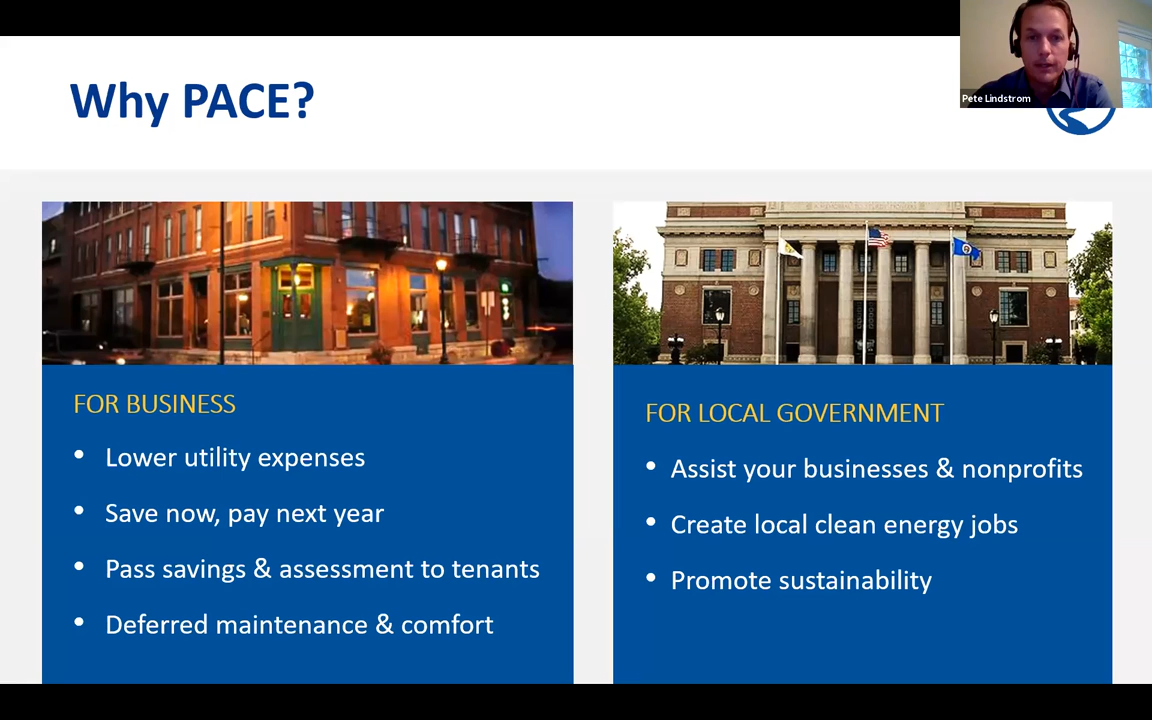 Why PACE?
Pete Lindstrom
FOR BUSINESS
• Lower utility expenses
• Save now, pay next year
• Pass savings & assessment to tenants
• Deferred maintenance & comfort
FOR LOCAL GOVERNMENT
• Assist your businesses & nonprofits
• Create local clean energy jobs
• Promote sustainability